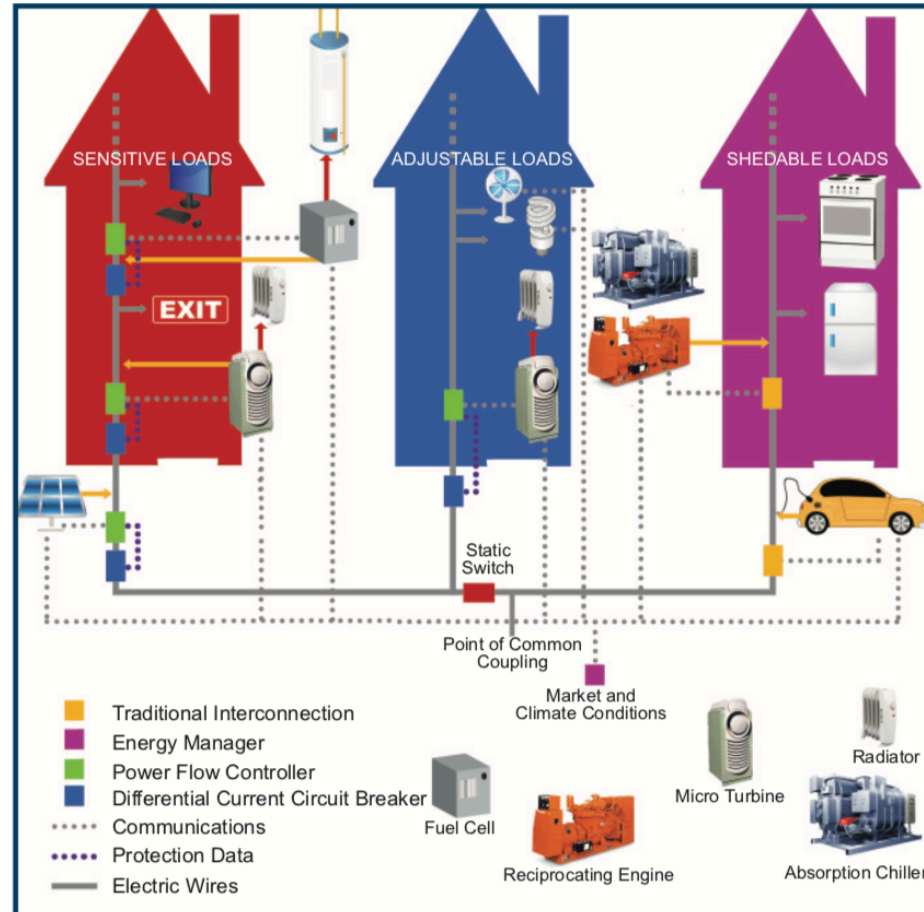 SENSITIVE LOADS
ADJUSTABLE LOADS
SHEDABLE LOADS
EXIT
Static
Switch
Point of Common
Coupling
Market and
Climate Conditions
Traditional Interconnection
Energy Manager
Power Flow Controller
Differential Current Circuit Breaker
Communications
Protection Data
Electric Wires
Fuel Cell
Reciprocating Engine
Micro Turbine
Radiator
Absorption Chiller